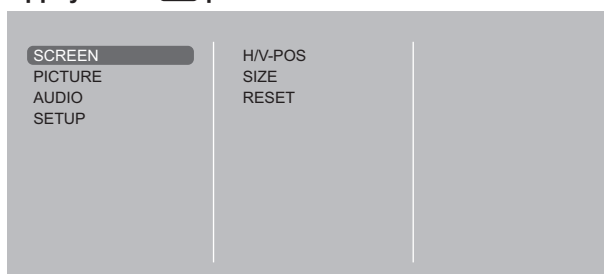 SCREEN
PICTURE
AUDIO
SETUP
H/V-POS
SIZE
RESET